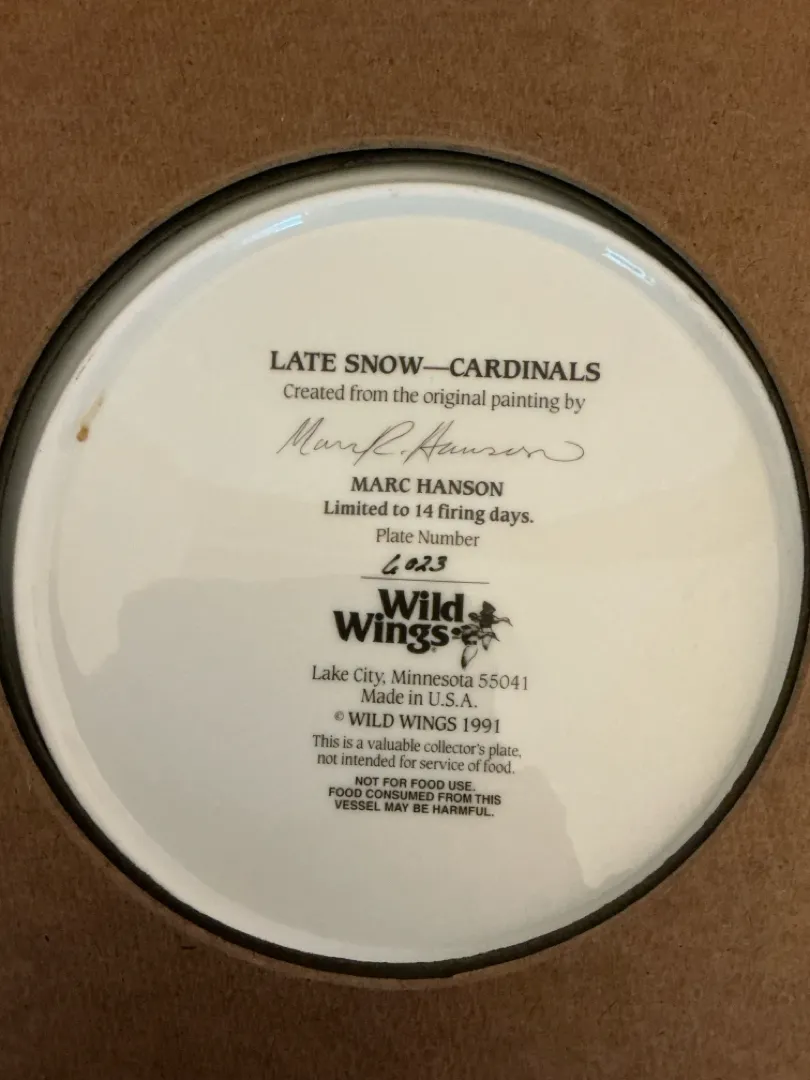 LATE SNOW—CARDINALS
Created from the original painting by
Marc R. Hanson
MARC HANSON
Limited to 14 firing days.
Plate Number
6023
Wild
Wings®
Lake City, Minnesota 55041
Made in U.S.A.
© WILD WINGS 1991
This is a valuable collector's plate,
not intended for service of food.
NOT FOR FOOD USE.
FOOD CONSUMED FROM THIS
VESSEL MAY BE HARMFUL.